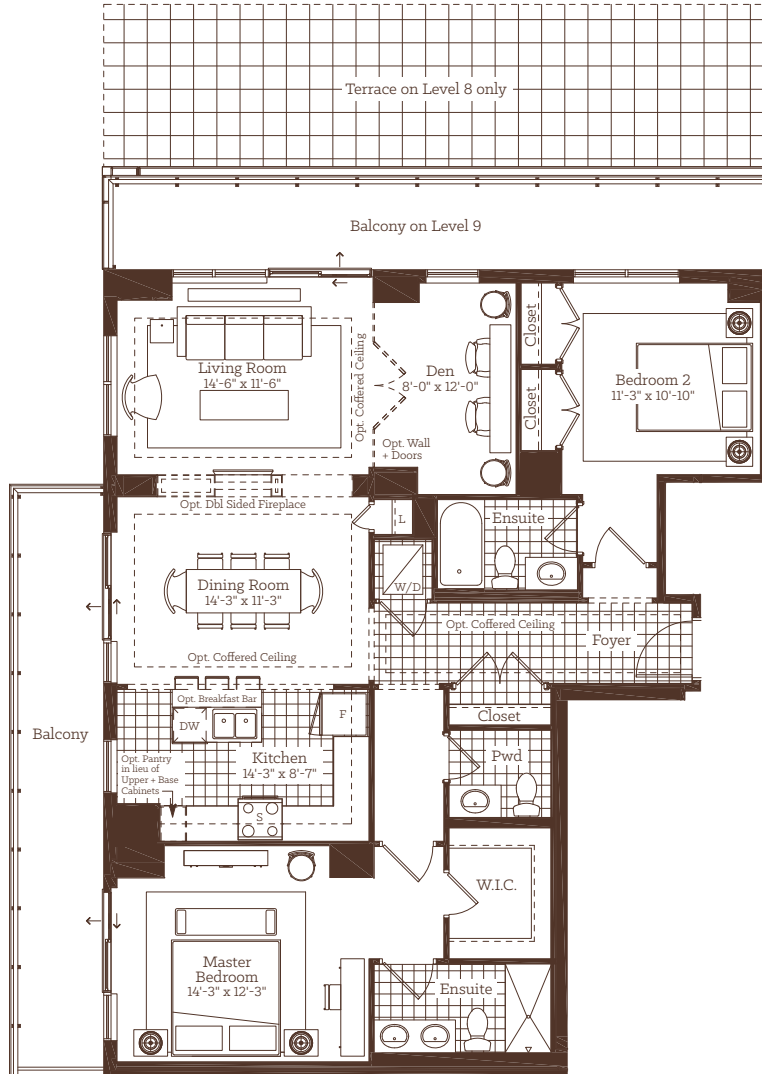 Terrace on Level 8 only
Balcony on Level 9
Living Room
14'-6" x 11'-6"
Opt. Coffered Ceiling
Den
8'-0" x 12'-0"
Opt. Wall
+ Doors
Closet
Closet
Bedroom 2
11'-3" x 10'-10"
Opt. Dbl Sided Fireplace
L
Ensuite
W/D
Dining Room
14'-3" x 11'-3"
Opt. Coffered Ceiling
Opt. Coffered Ceiling
Foyer
Closet
Balcony
Opt. Breakfast Bar
DW
F
Kitchen
14'-3" x 8'-7"
Opt. Pantry
in lieu of
Upper + Base
Cabinets
S
Pwd
W.I.C.
Master
Bedroom
14'-3" x 12'-3"
Ensuite